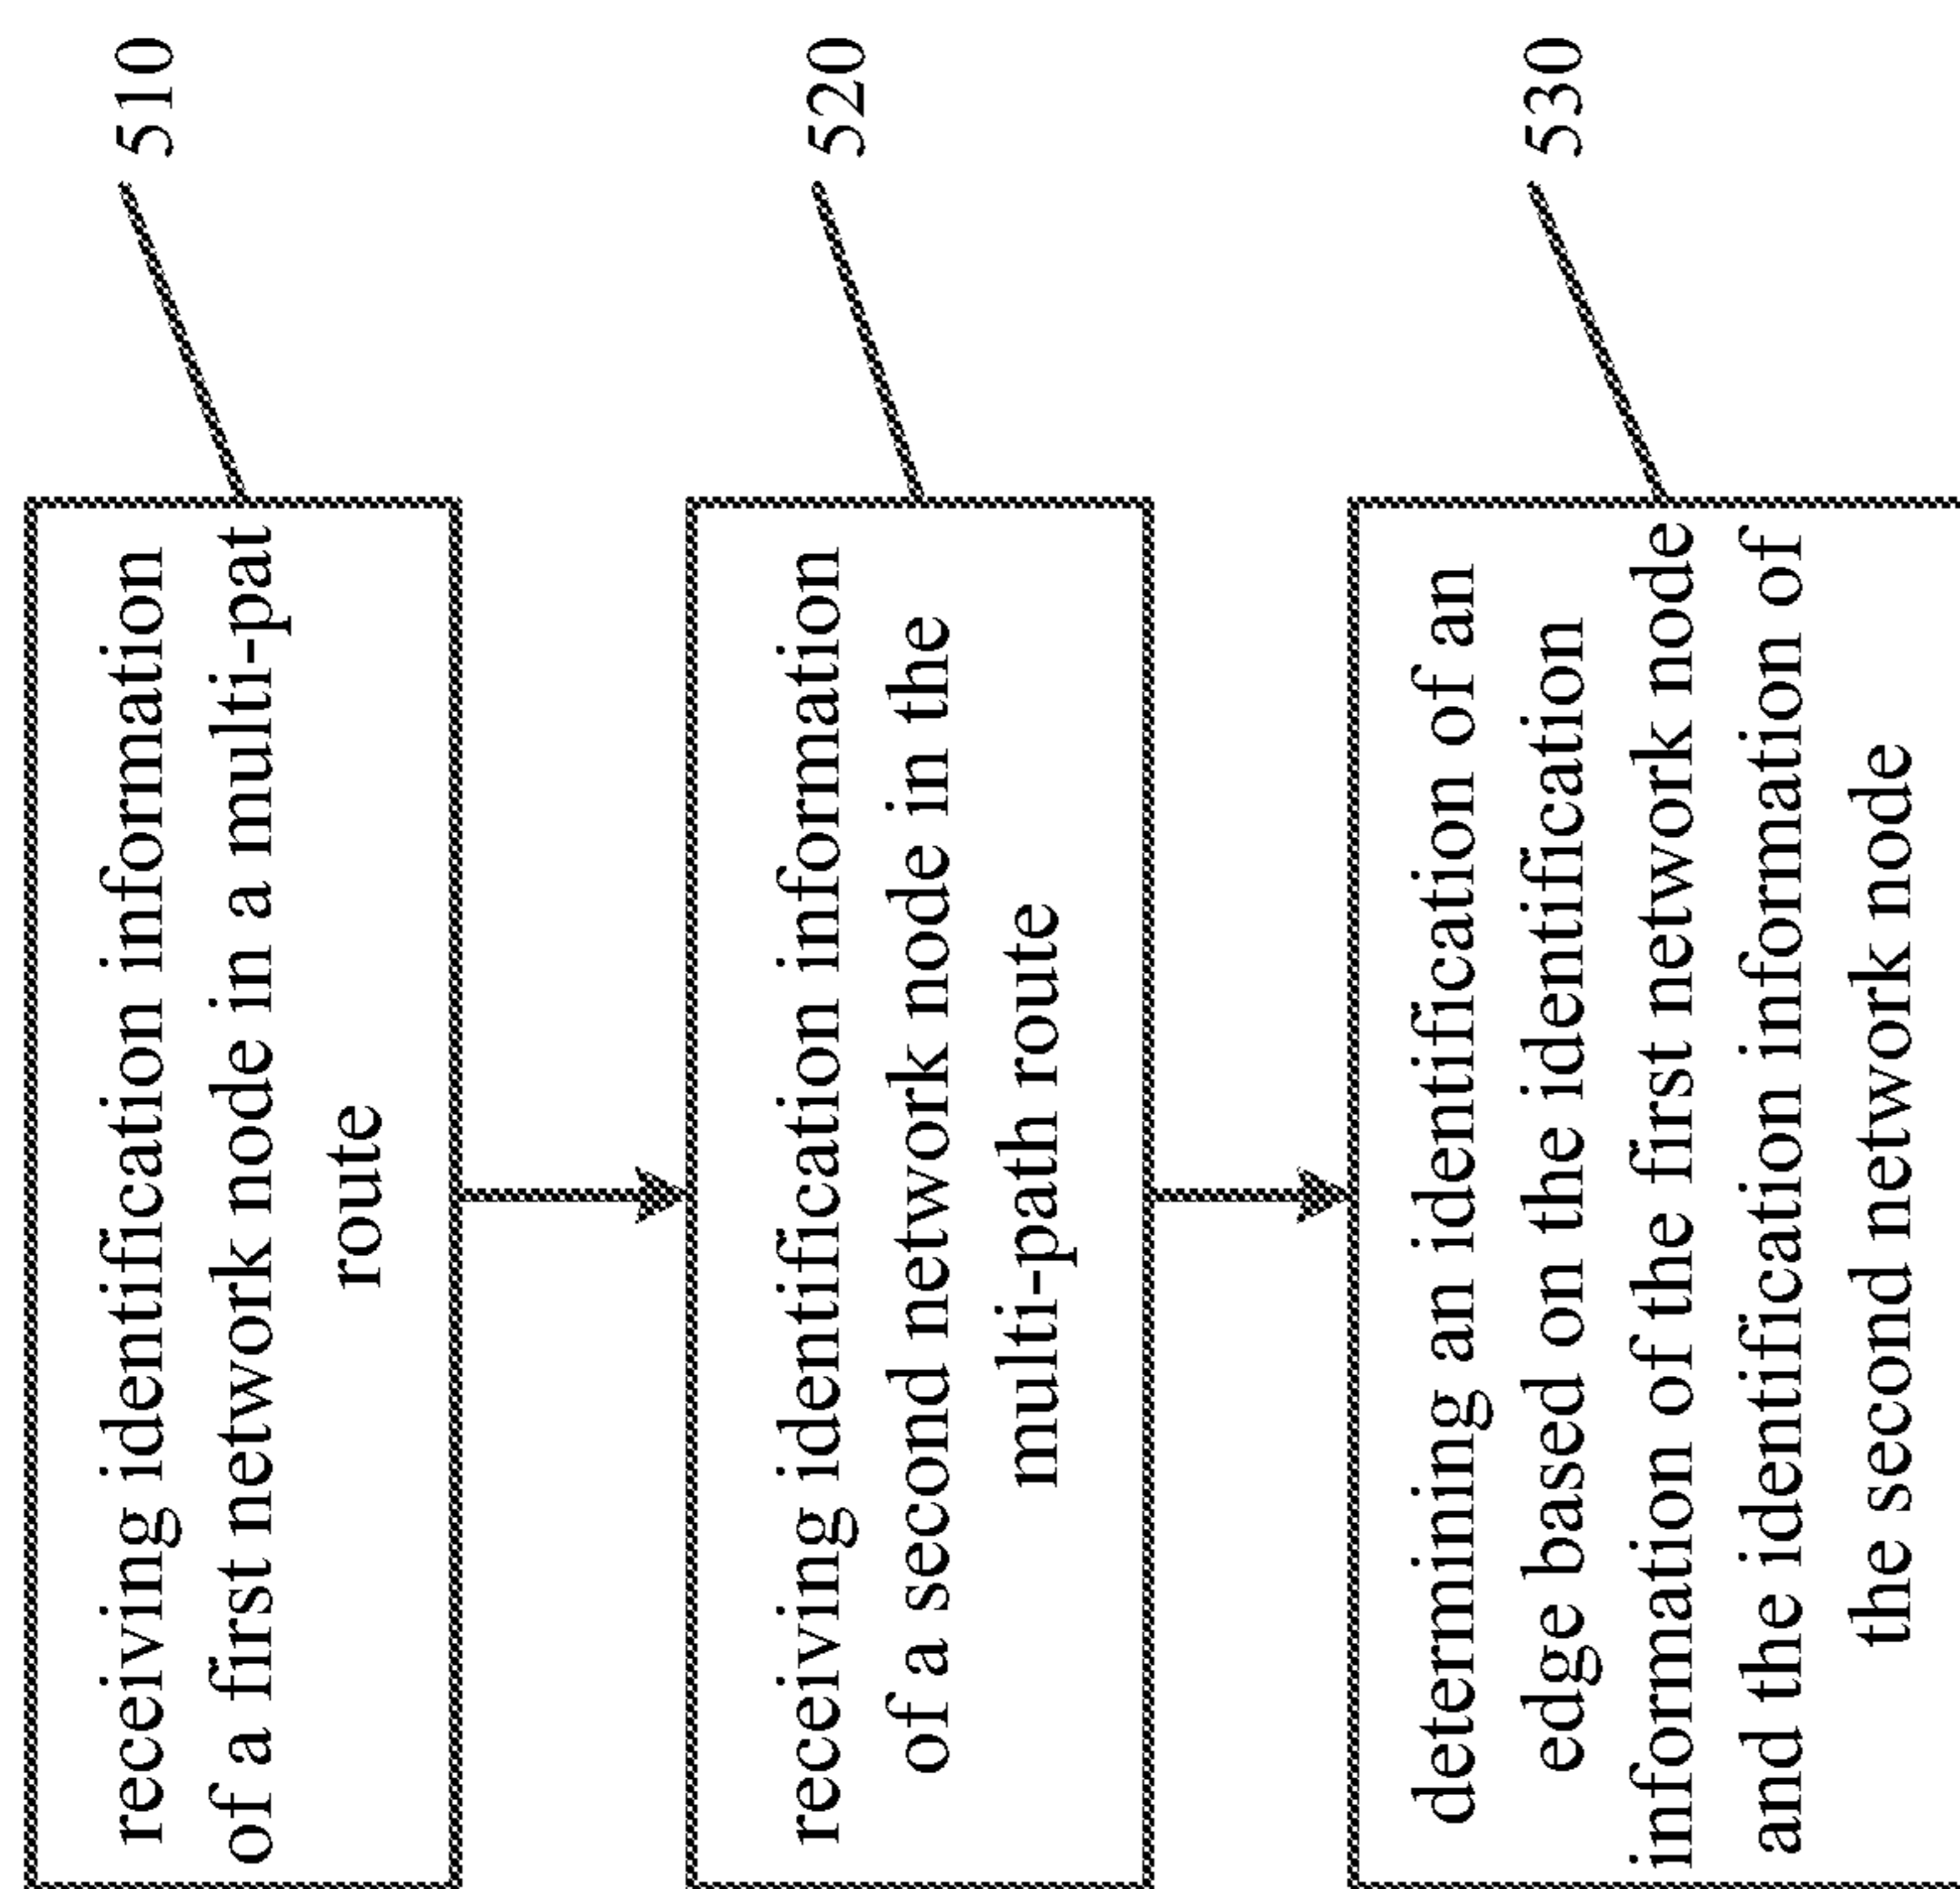 receiving identification information
of a first network node in a multi-pat
route
510
receiving identification information
of a second network node in the
multi-path route
520
determining an identification of an
edge based on the identification
information of the first network node
and the identification information of
the second network node
530